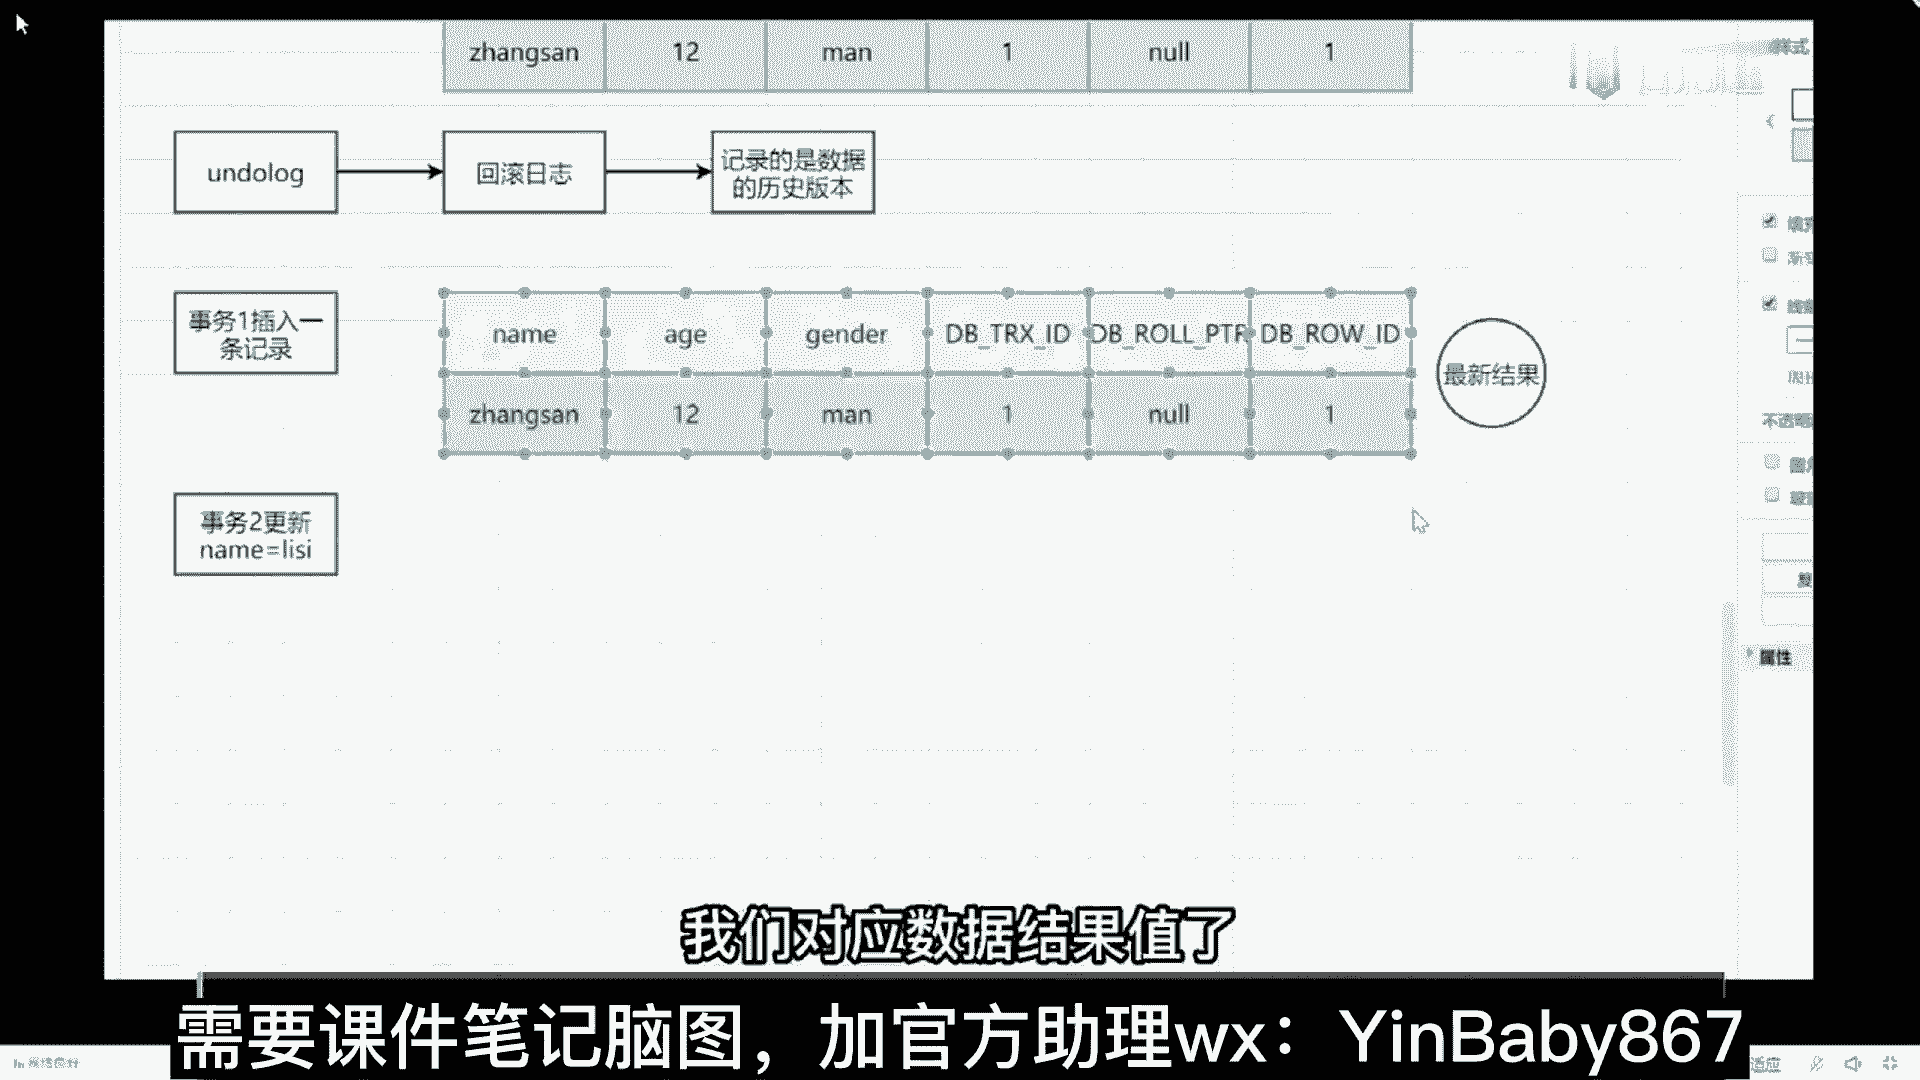 zhangsan 12 man 1 null 1
样式
undolog
回滚日志
记录的是数据
的历史版本
事务1插入一
条记录
name age gender DB_TRX_ID DB_ROLL_PTR DB_ROW_ID
zhangsan 12 man 1 null 1
最新结果
事务2更新
name=lisi
属性
我们对应数据结果值了
需要课件笔记脑图，加官方助理wx：YinBaby867
适应